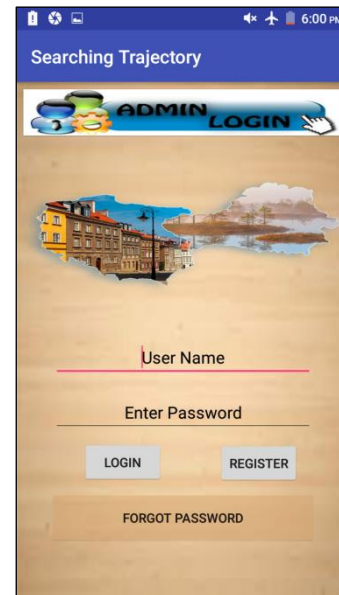 6:00 PM
Searching Trajectory
ADMIN
LOGIN
User Name
Enter Password
LOGIN REGISTER
FORGOT PASSWORD